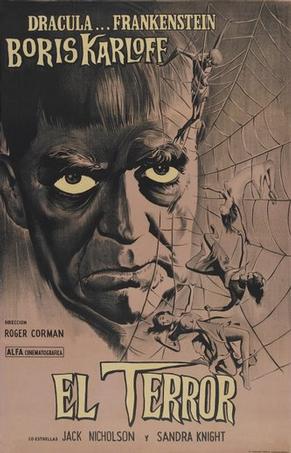 DRACULA... FRANKENSTEIN
BORIS KARLOFF
DIRECCION
ROGER CORMAN
ALFA CINEMATOGRAFICA
EL TERROR
CO-ESTRELLAS JACK NICHOLSON Y SANDRA KNIGHT